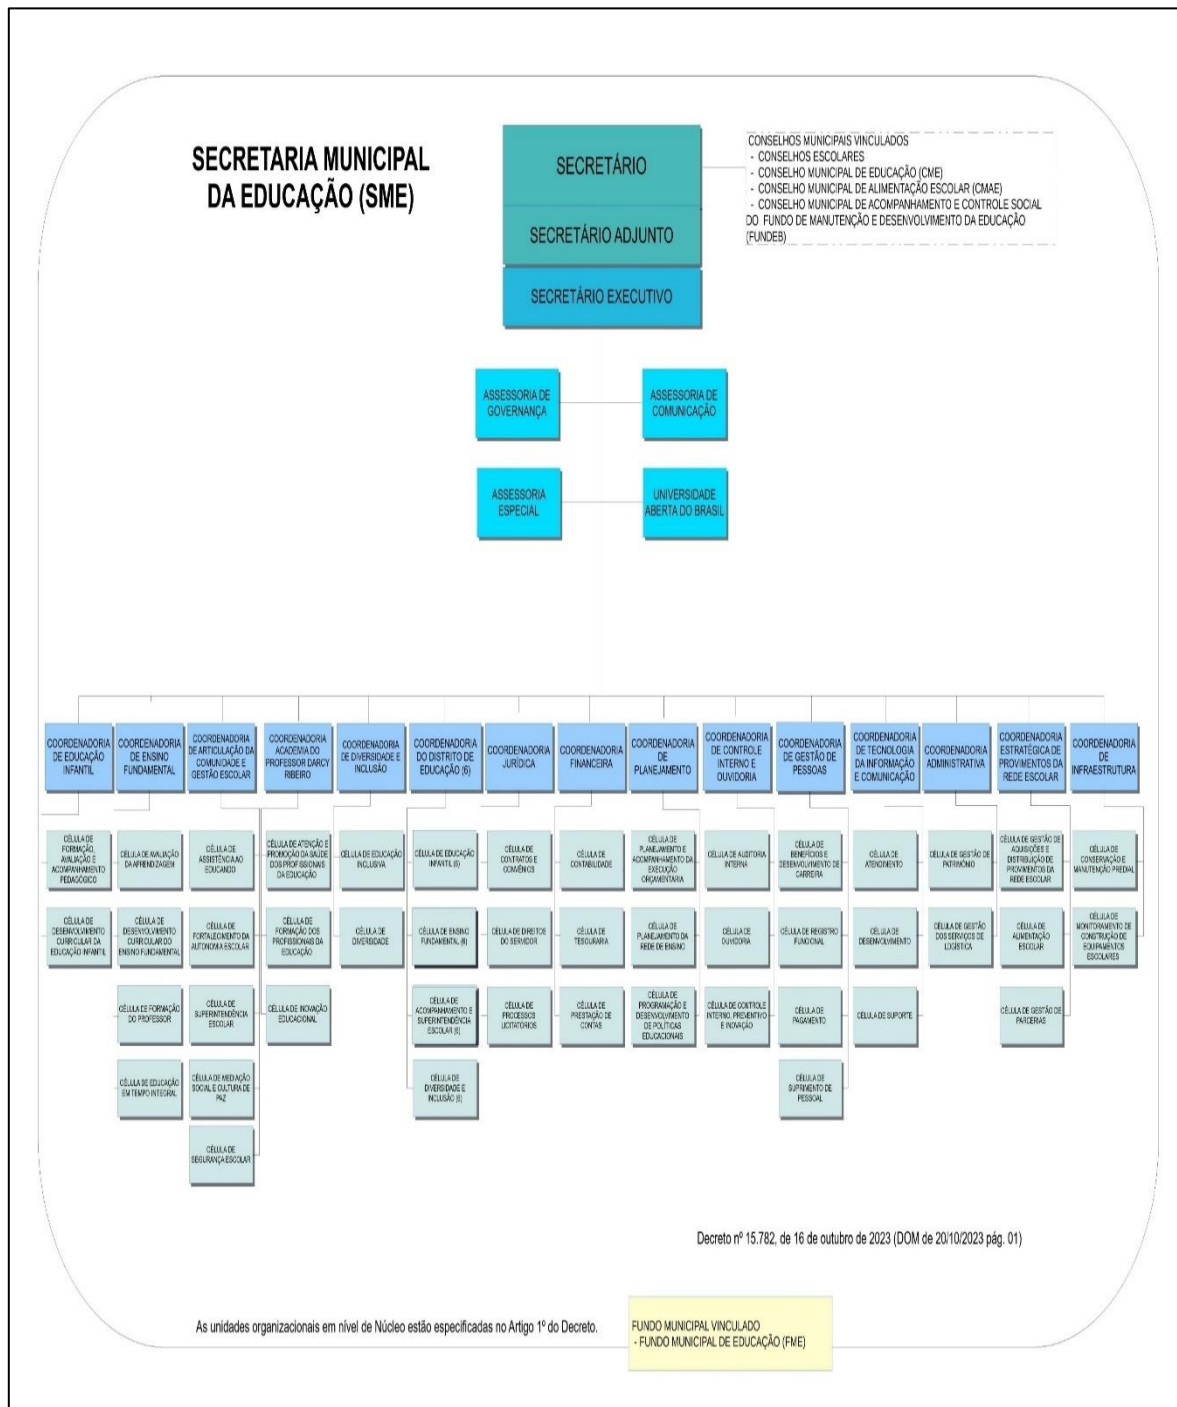 SECRETARIA MUNICIPAL
DA EDUCAÇÃO (SME)
SECRETÁRIO
SECRETÁRIO ADJUNTO
SECRETÁRIO EXECUTIVO
CONSELHOS MUNICIPAIS VINCULADOS
- CONSELHOS ESCOLARES
- CONSELHO MUNICIPAL DE EDUCAÇÃO (CME)
- CONSELHO MUNICIPAL DE ALIMENTAÇÃO ESCOLAR (CMAE)
- CONSELHO MUNICIPAL DE ACOMPANHAMENTO E CONTROLE SOCIAL
DO FUNDO DE MANUTENÇÃO E DESENVOLVIMENTO DA EDUCAÇÃO
(FUNDEB)
ASSESSORIA DE
GOVERNANÇA
ASSESSORIA DE
COMUNICAÇÃO
ASSESSORIA
ESPECIAL
UNIVERSIDADE
ABERTA DO BRASIL
COORDENADORIA
DE EDUCAÇÃO
INFANTIL
COORDENADORIA
DE ENSINO
FUNDAMENTAL
COORDENADORIA
DE ARTICULAÇÃO DA
COMUNIDADE E
GESTÃO ESCOLAR
COORDENADORIA
ACADEMIA DO
PROFESSOR DARCY
RIBEIRO
COORDENADORIA
DE DIVERSIDADE E
INCLUSÃO
COORDENADORIA
DO DISTRITO DE
EDUCAÇÃO (6)
COORDENADORIA
JURÍDICA
COORDENADORIA
FINANCEIRA
COORDENADORIA
DE
PLANEJAMENTO
COORDENADORIA
DE CONTROLE
INTERNO E
OUVIDORIA
COORDENADORIA
DE GESTÃO DE
PESSOAS
COORDENADORIA
DE TECNOLOGIA
DA INFORMAÇÃO
E COMUNICAÇÃO
COORDENADORIA
ADMINISTRATIVA
COORDENADORIA
ESTRATÉGICA DE
PROVIMENTOS DA
REDE ESCOLAR
COORDENADORIA
DE
INFRAESTRUTURA
CÉLULA DE
FORMAÇÃO,
AVALIAÇÃO E
ACOMPANHAMENTO
PEDAGÓGICO
CÉLULA DE AVALIAÇÃO
DA APRENDIZAGEM
CÉLULA DE
ASSISTÊNCIA AO
EDUCANDO
CÉLULA DE ATENÇÃO E
PROMOÇÃO DA SAÚDE
DOS PROFISSIONAIS
DA EDUCAÇÃO
CÉLULA DE EDUCAÇÃO
INCLUSIVA
CÉLULA DE EDUCAÇÃO
INFANTIL (6)
CÉLULA DE
CONTRATOS E
CONVÊNIOS
CÉLULA DE
CONTABILIDADE
CÉLULA DE
PLANEJAMENTO E
ACOMPANHAMENTO DA
EXECUÇÃO
ORÇAMENTÁRIA
CÉLULA DE AUDITORIA
INTERNA
CÉLULA DE
BENEFÍCIOS E
DESENVOLVIMENTO DE
CARREIRA
CÉLULA DE
ATENDIMENTO
CÉLULA DE GESTÃO DE
PATRIMÔNIO
CÉLULA DE GESTÃO DE
AQUISIÇÕES E
DISTRIBUIÇÃO DE
PROVIMENTOS DA
REDE ESCOLAR
CÉLULA DE
CONSERVAÇÃO E
MANUTENÇÃO PREDIAL
CÉLULA DE
DESENVOLVIMENTO
CURRICULAR DA
EDUCAÇÃO INFANTIL
CÉLULA DE
DESENVOLVIMENTO
CURRICULAR DO
ENSINO FUNDAMENTAL
CÉLULA DE
FORTALECIMENTO DA
AUTONOMIA ESCOLAR
CÉLULA DE
FORMAÇÃO DOS
PROFISSIONAIS DA
EDUCAÇÃO
CÉLULA DE
DIVERSIDADE
CÉLULA DE ENSINO
FUNDAMENTAL (6)
CÉLULA DE DIREITOS
DO SERVIDOR
CÉLULA DE
TESOURARIA
CÉLULA DE
PLANEJAMENTO DA
REDE DE ENSINO
CÉLULA DE
OUVIDORIA
CÉLULA DE REGISTRO
FUNCIONAL
CÉLULA DE
DESENVOLVIMENTO
CÉLULA DE GESTÃO
DOS SERVIÇOS DE
LOGÍSTICA
CÉLULA DE
ALIMENTAÇÃO
ESCOLAR
CÉLULA DE
MONITORAMENTO DE
CONSTRUÇÃO DE
EQUIPAMENTOS
ESCOLARES
CÉLULA DE FORMAÇÃO
DO PROFESSOR
CÉLULA DE
SUPERINTENDÊNCIA
ESCOLAR
CÉLULA DE INOVAÇÃO
EDUCACIONAL
CÉLULA DE
ACOMPANHAMENTO E
SUPERINTENDÊNCIA
ESCOLAR (6)
CÉLULA DE
PROCESSOS
LICITATÓRIOS
CÉLULA DE
PRESTAÇÃO DE
CONTAS
CÉLULA DE
PROGRAMAÇÃO E
DESENVOLVIMENTO
DE POLÍTICAS
EDUCACIONAIS
CÉLULA DE CONTROLE
INTERNO, PREVENTIVO
E INOVAÇÃO
CÉLULA DE
PAGAMENTO
CÉLULA DE SUPORTE
CÉLULA DE GESTÃO DE
PARCERIAS
CÉLULA DE EDUCAÇÃO
EM TEMPO INTEGRAL
CÉLULA DE MEDIAÇÃO
SOCIAL E CULTURA DE
PAZ
CÉLULA DE
DIVERSIDADE E
INCLUSÃO (6)
CÉLULA DE
SUPRIMENTO DE
PESSOAL
CÉLULA DE
SEGURANÇA ESCOLAR
Decreto nº 15.782, de 16 de outubro de 2023 (DOM de 20/10/2023 pág. 01)
As unidades organizacionais em nível de Núcleo estão especificadas no Artigo 1º do Decreto.
FUNDO MUNICIPAL VINCULADO
- FUNDO MUNICIPAL DE EDUCAÇÃO (FME)